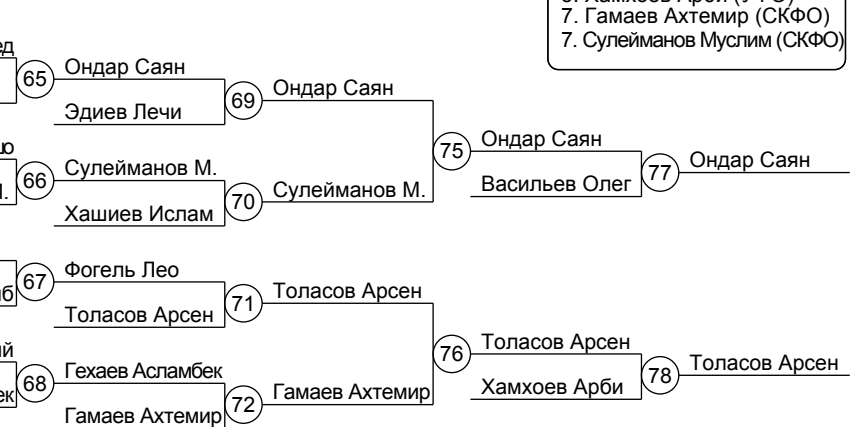 7. Гамаев Ахтемир (СКФО)
7. Сулейманов Муслим (СКФО)
65
Ондар Саян
Эдиев Лечи
69
Ондар Саян
66
Сулейманов М.
Хашиев Ислам
70
Сулейманов М.
75
Ондар Саян
Васильев Олег
77
Ондар Саян
67
Фогель Лео
Толасов Арсен
71
Толасов Арсен
68
Гехаев Асламбек
Гамаев Ахтемир
72
Гамаев Ахтемир
76
Толасов Арсен
Хамхоев Арби
78
Толасов Арсен